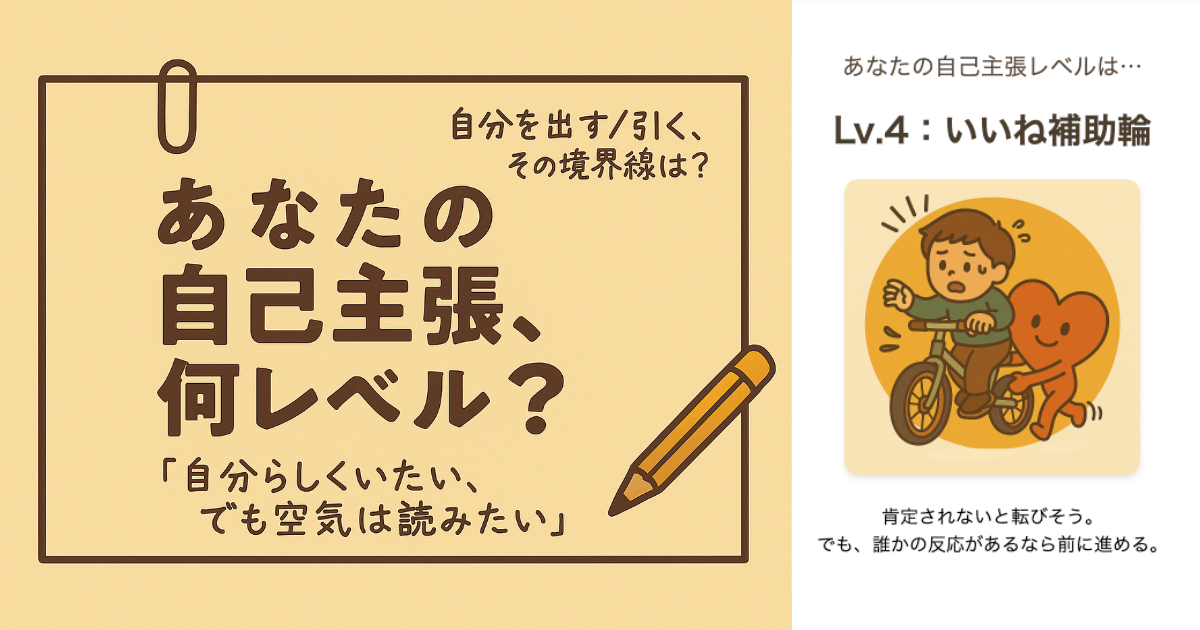 自分を出す/引く、
その境界線は？
あなたの
自己主張、
何レベル？
「自分らしくいたい、
でも空気は読みたい」
あなたの自己主張レベルは…
Lv.4：いいね補助輪
肯定されないと転びそう。
でも、誰かの反応があるなら前に進める。